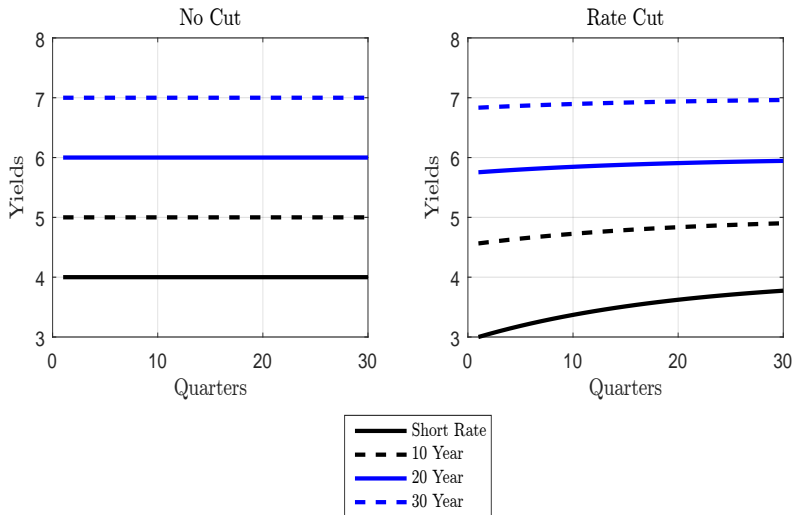 No Cut
8
7
6
5
4
3
0 10 20 30
Yields
Quarters
Rate Cut
8
7
6
5
4
3
0 10 20 30
Yields
Quarters
Short Rate
10 Year
20 Year
30 Year